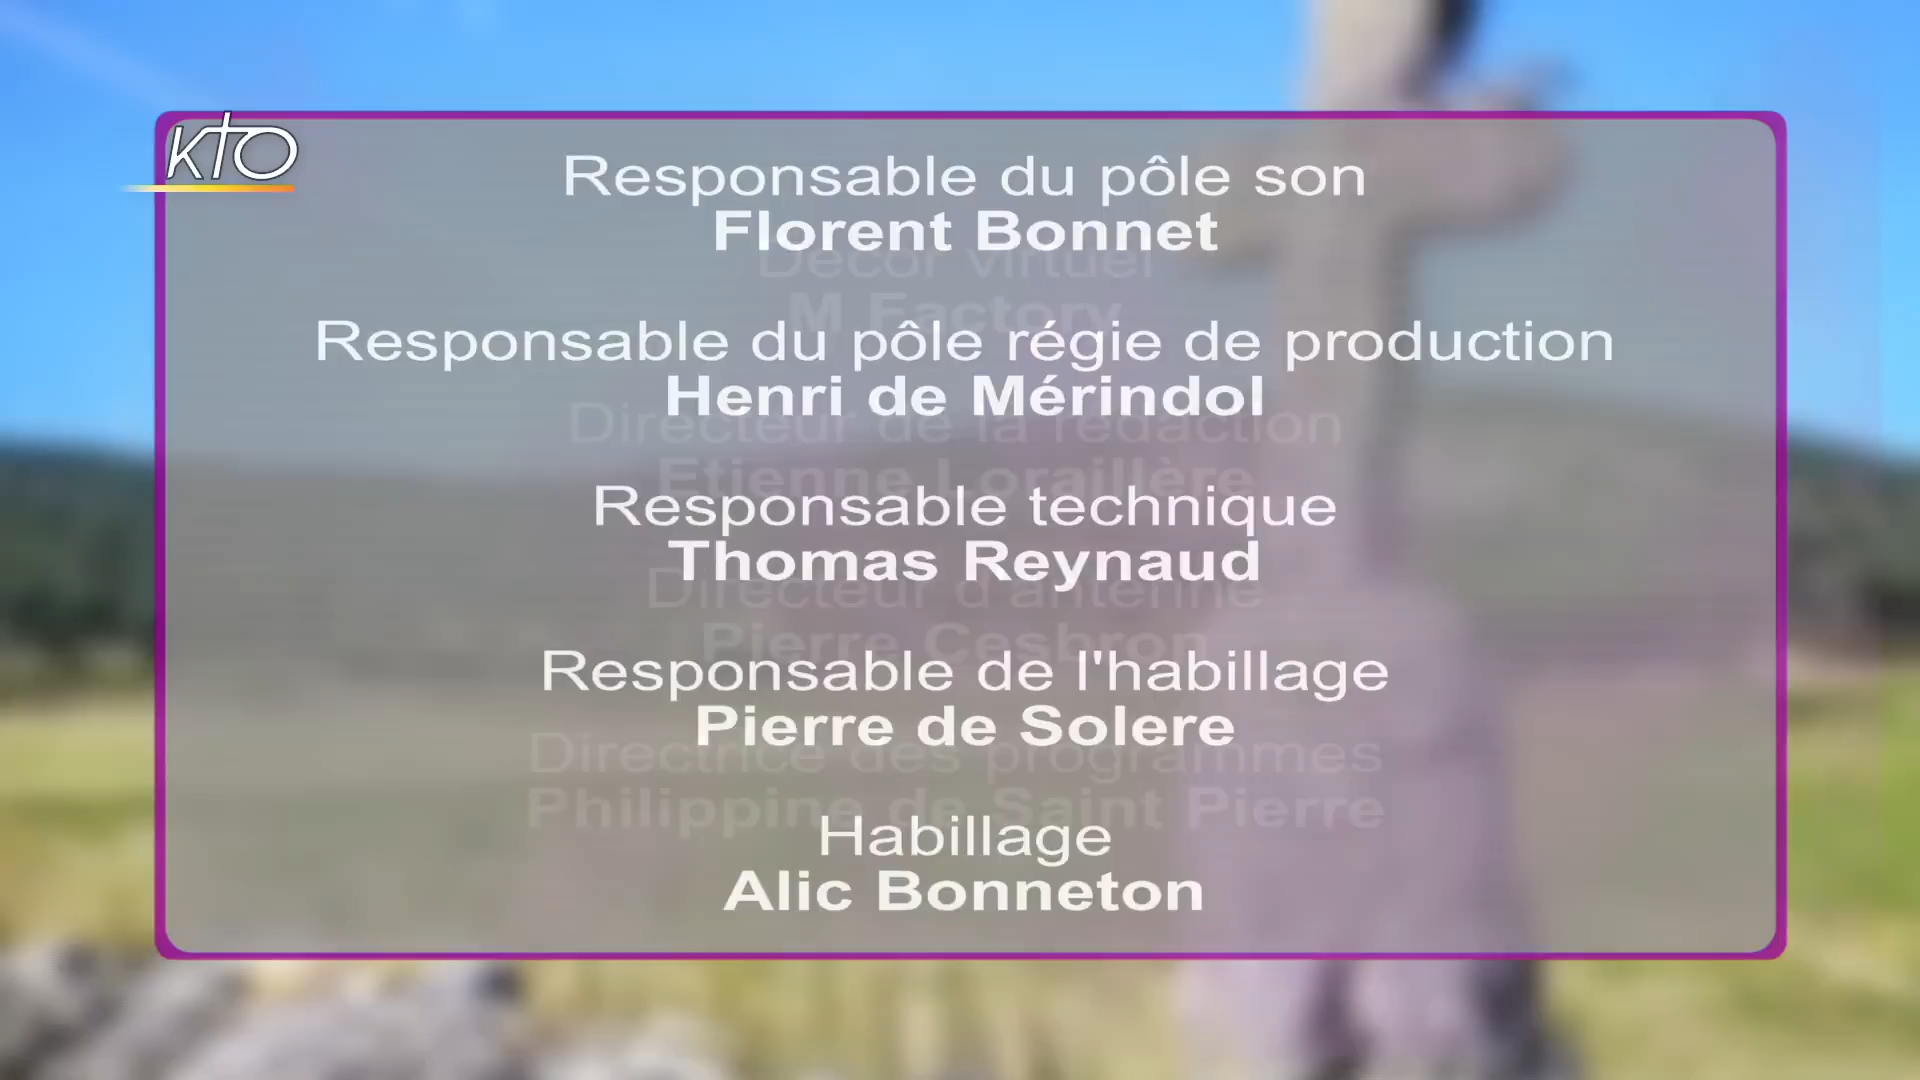 KTO
Responsable du pôle son
Florent Bonnet
Décor virtuel
M Factory
Responsable du pôle régie de production
Henri de Mérindol
Directeur de la rédaction
Etienne Loraillère
Responsable technique
Thomas Reynaud
Directeur d'antenne
Pierre Cesbron
Responsable de l'habillage
Pierre de Solere
Directrice des programmes
Philippine de Saint Pierre
Habillage
Alic Bonneton